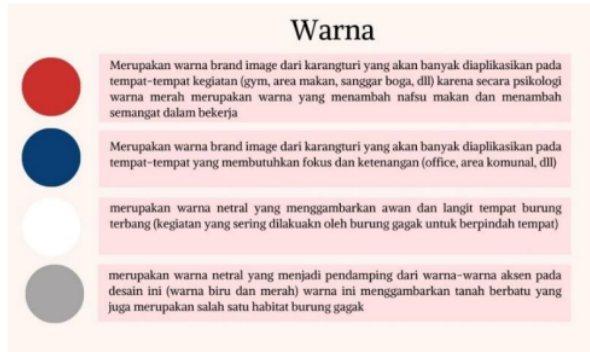 Warna
Merupakan warna brand image dari karangturi yang akan banyak diaplikasikan pada
tempat-tempat kegiatan (gym, area makan, sanggar boga, dll) karena secara psikologi
warna merah merupakan warna yang menambah nafsu makan dan menambah
semangat dalam bekerja
Merupakan warna brand image dari karangturi yang akan banyak diaplikasikan pada
tempat-tempat yang membutuhkan fokus dan ketenangan (office, area komunal, dll)
merupakan warna netral yang menggambarkan awan dan langit tempat burung
terbang (kegiatan yang sering dilakuakn oleh burung gagak untuk berpindah tempat)
merupakan warna netral yang menjadi pendamping dari warna-warna aksen pada
desain ini (warna biru dan merah) warna ini menggambarkan tanah berbatu yang
juga merupakan salah satu habitat burung gagak